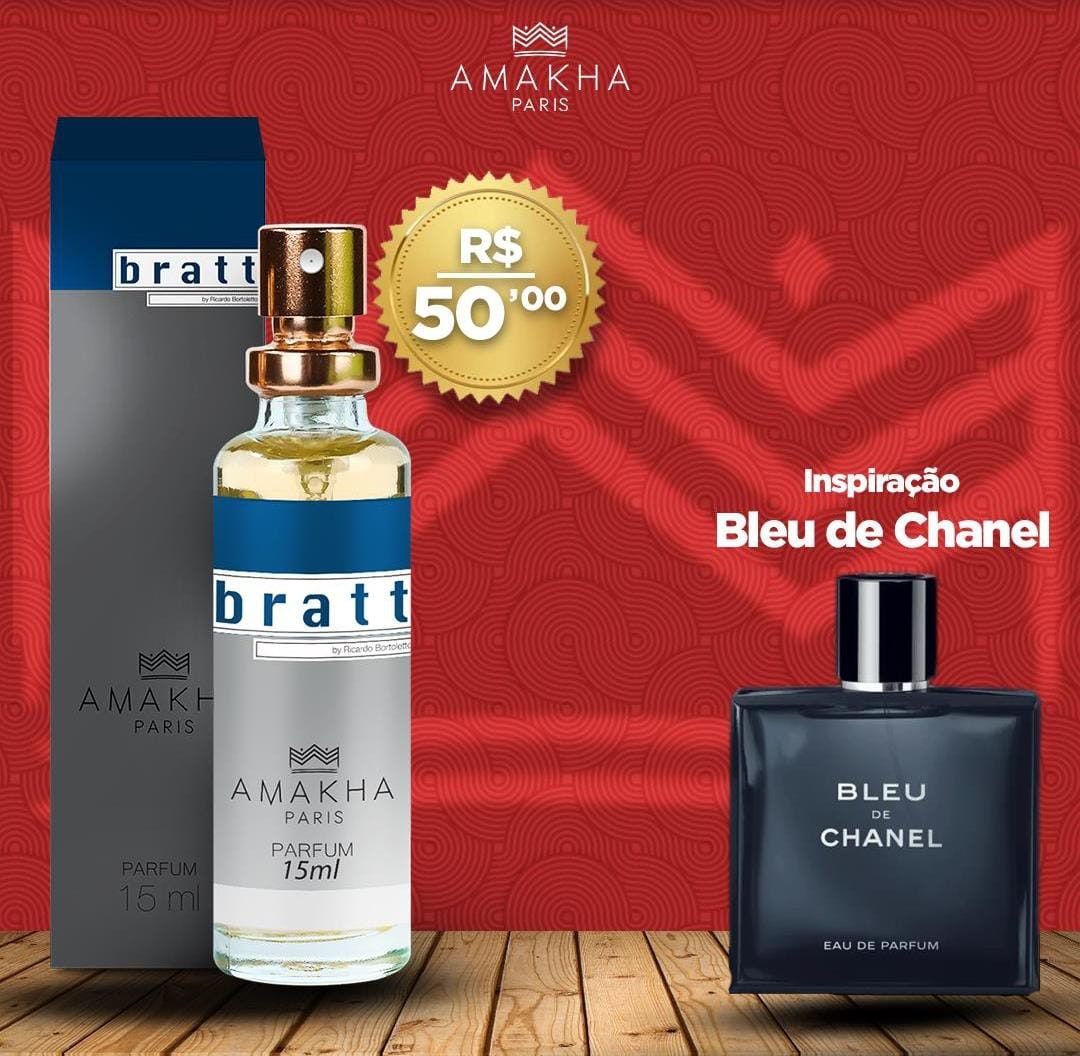 AMAKHA
PARIS
bratt
by Ricardo Bortoletto
AMAKH
PARIS
PARFUM
15 ml
bratt
by Ricardo Bortoletto
AMAKHA
PARIS
PARFUM
15ml
R$
50,00
Inspiração
Bleu de Chanel
BLEU
DE
CHANEL
EAU DE PARFUM